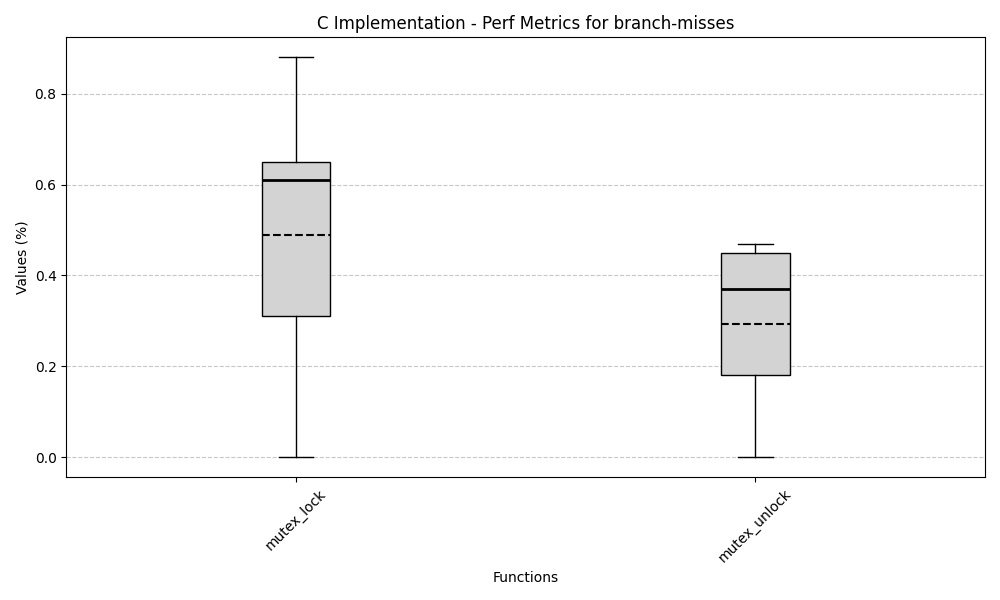 C Implementation - Perf Metrics for branch-misses
Values (%)
0.8
0.6
0.4
0.2
0.0
mutex_lock
mutex_unlock
Functions